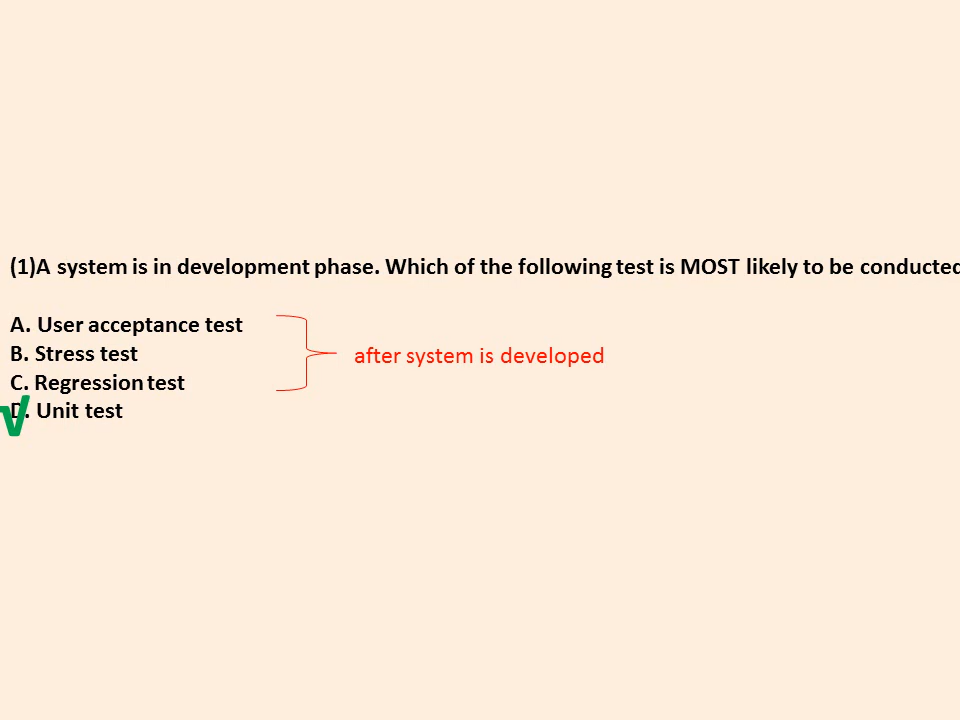 (1)A system is in development phase. Which of the following test is MOST likely to be conducted
A. User acceptance test
B. Stress test
C. Regression test
D. Unit test
after system is developed
√